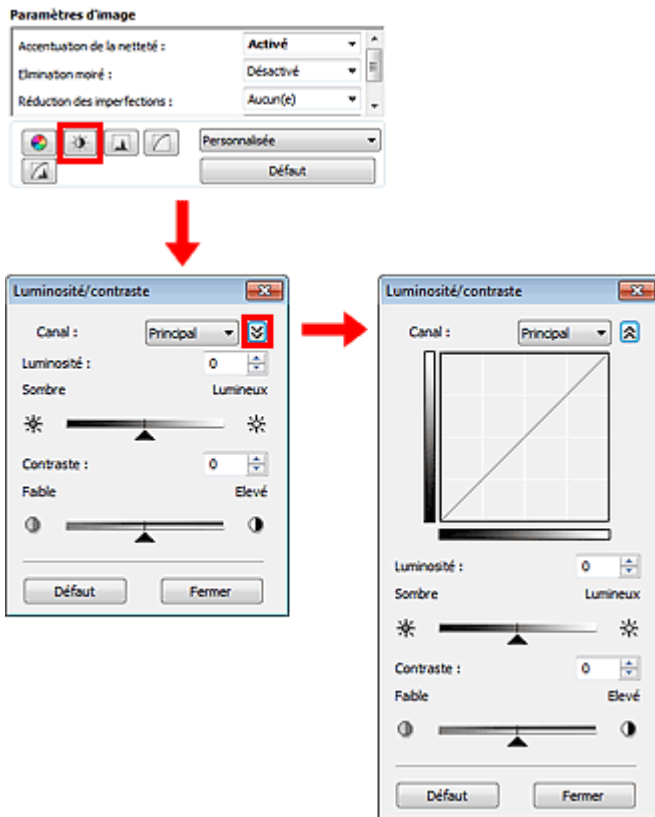 Paramètres d'image
Accentuation de la netteté : Activé
Elimination moiré : Désactivé
Réduction des imperfections : Aucun(e)
Personnalisée
Défaut
Luminosité/contraste
Canal : Principal
Luminosité : 0
Sombre Lumineux
Contraste : 0
Faible Elevé
Défaut Fermer
Luminosité/contraste
Canal : Principal
Luminosité : 0
Sombre Lumineux
Contraste : 0
Faible Elevé
Défaut Fermer